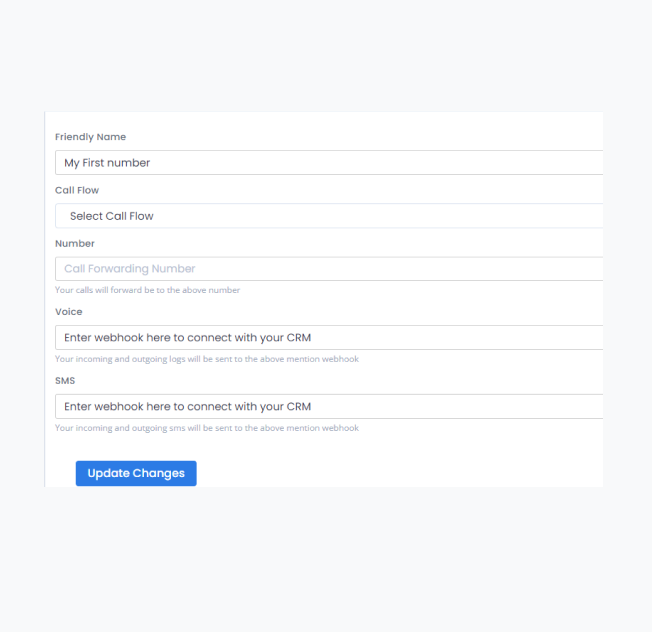 Friendly Name
My First number
Call Flow
Select Call Flow
Number
Call Forwarding Number
Your calls will forward be to the above number
Voice
Enter webhook here to connect with your CRM
Your incoming and outgoing logs will be sent to the above mention webhook
SMS
Enter webhook here to connect with your CRM
Your incoming and outgoing sms will be sent to the above mention webhook
Update Changes